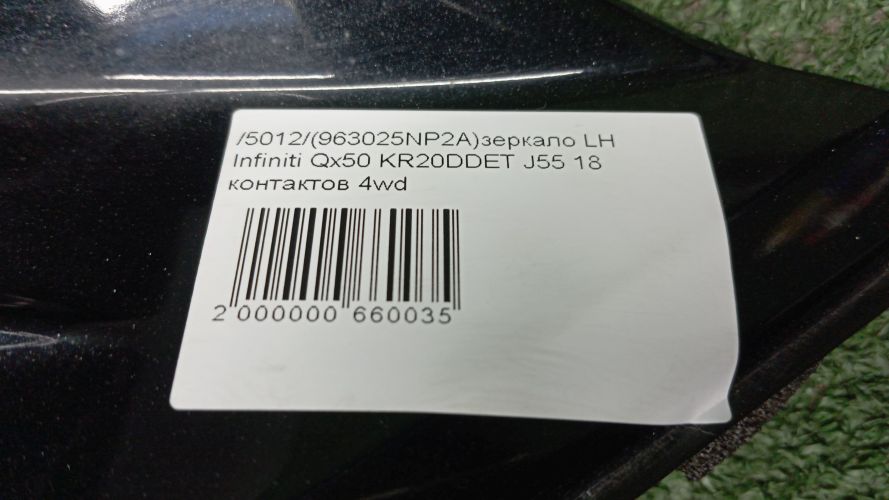 /5012/(963025NP2A)зеркало LH
Infiniti Qx50 KR20DDET J55 18
контактов 4wd
2 000000 660035